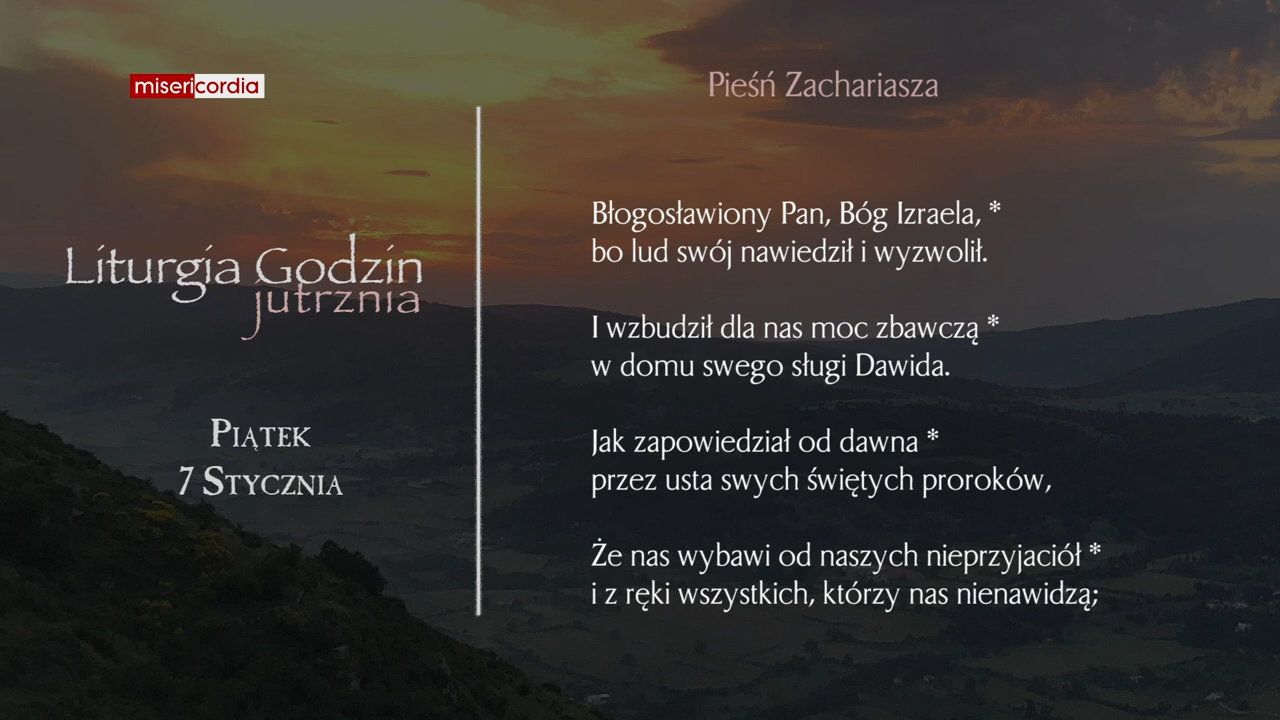 misericordia
Liturgia Godzin
jutrznia
Piątek
7 Stycznia
Pieśń Zachariasza
Błogosławiony Pan, Bóg Izraela, *
bo lud swój nawiedził i wyzwolił.
I wzbudził dla nas moc zbawczą *
w domu swego sługi Dawida.
Jak zapowiedział od dawna *
przez usta swych świętych proroków,
Że nas wybawi od naszych nieprzyjaciół *
i z ręki wszystkich, którzy nas nienawidzą;